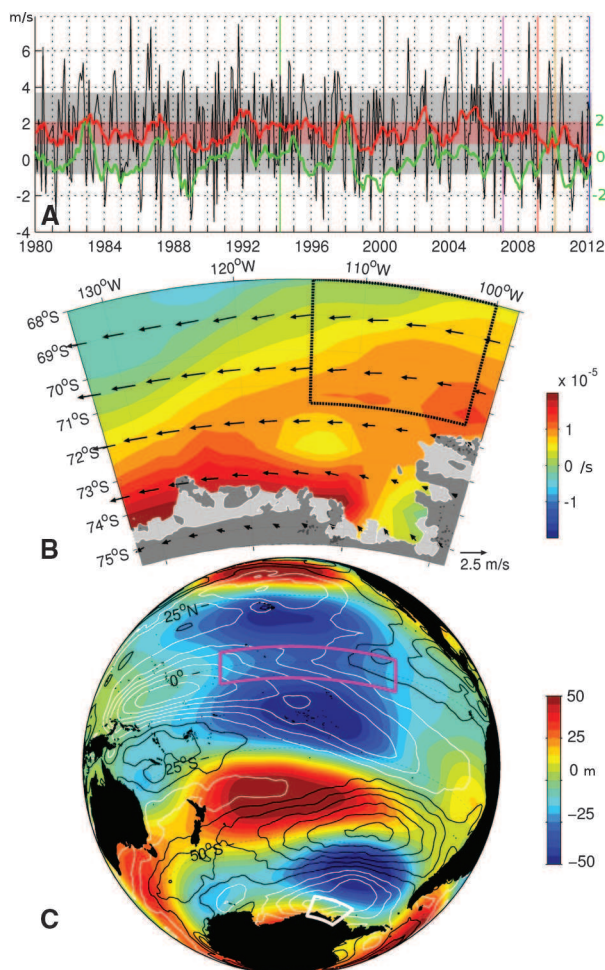 m/s
8
6
4
2
0
-2
-4
2
0
-2
A
1980 1984 1988 1992 1996 2000 2004 2008 2012
130°W 120°W 110°W 100°W
68°S
69°S
70°S
71°S
72°S
73°S
74°S
75°S
x 10⁻⁵
1
0 /s
-1
B
2.5 m/s
25°N
0°
25°S
50°S
50
25
0 m
−25
−50
C